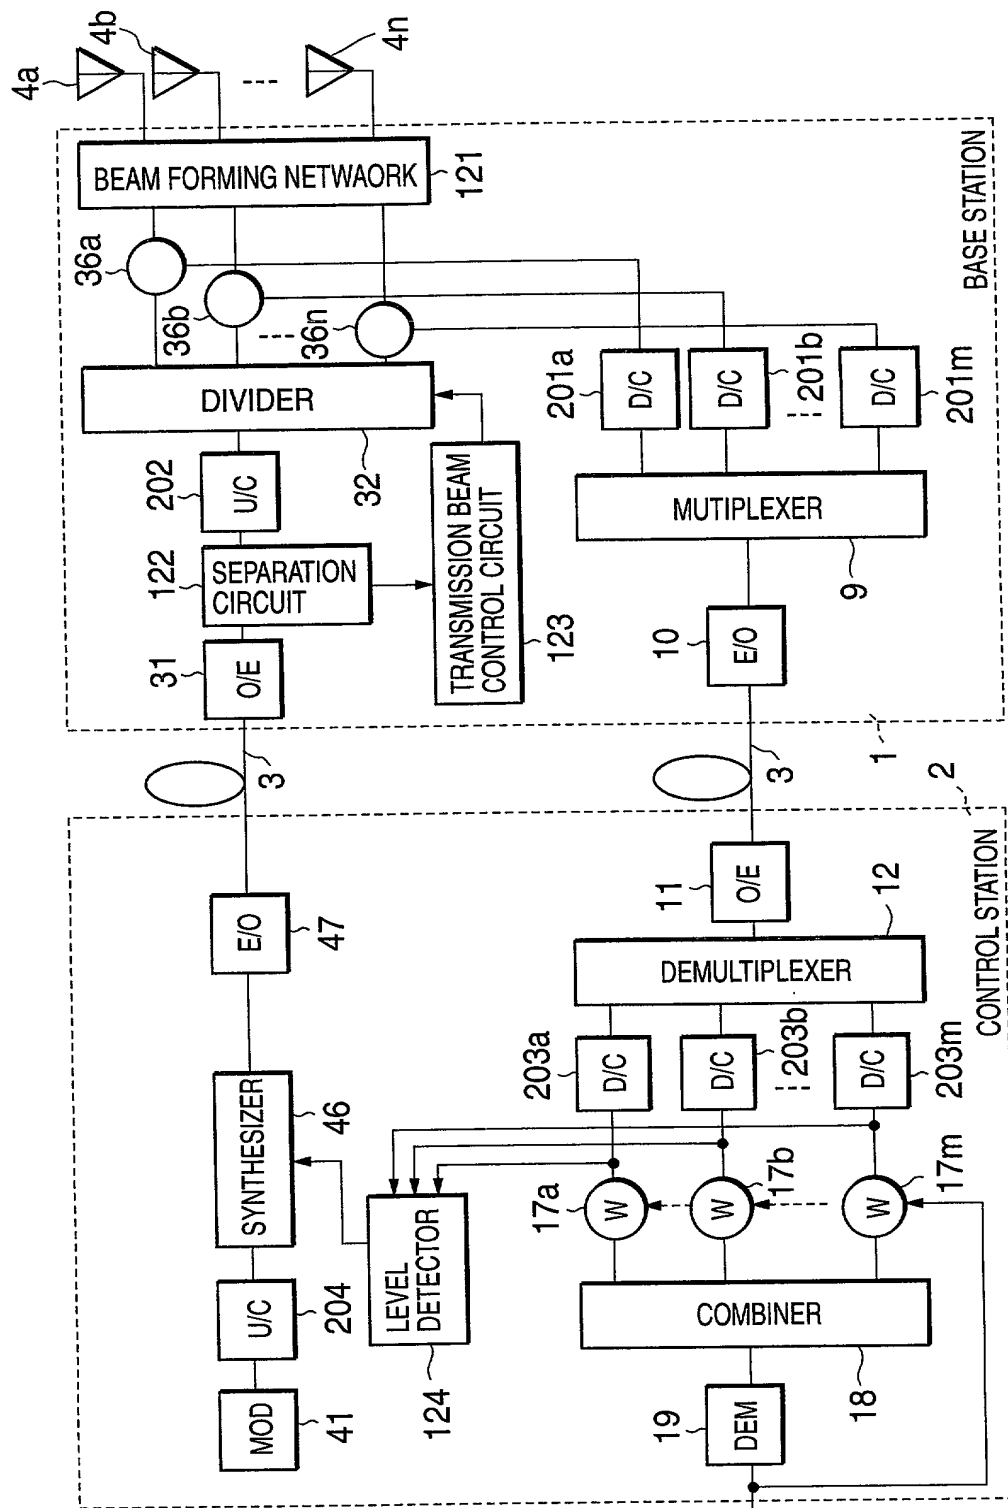 4a
4b
4n
BEAM FORMING NETWAORK
121
36a
36b
36n
DIVIDER
32
202
U/C
122
SEPARATION
CIRCUIT
31
O/E
TRANSMISSION BEAM
CONTROL CIRCUIT
123
201a
D/C
D/C
201b
D/C
201m
MUTIPLEXER
9
10
E/O
BASE STATION
1
3
3
2
CONTROL STATION
E/O
47
SYNTHESIZER
46
U/C
204
MOD
41
LEVEL
DETECTOR
124
11
O/E
12
DEMULTIPLEXER
203a
D/C
D/C
203b
D/C
203m
17a
W
W
17b
W
17m
COMBINER
18
19
DEM